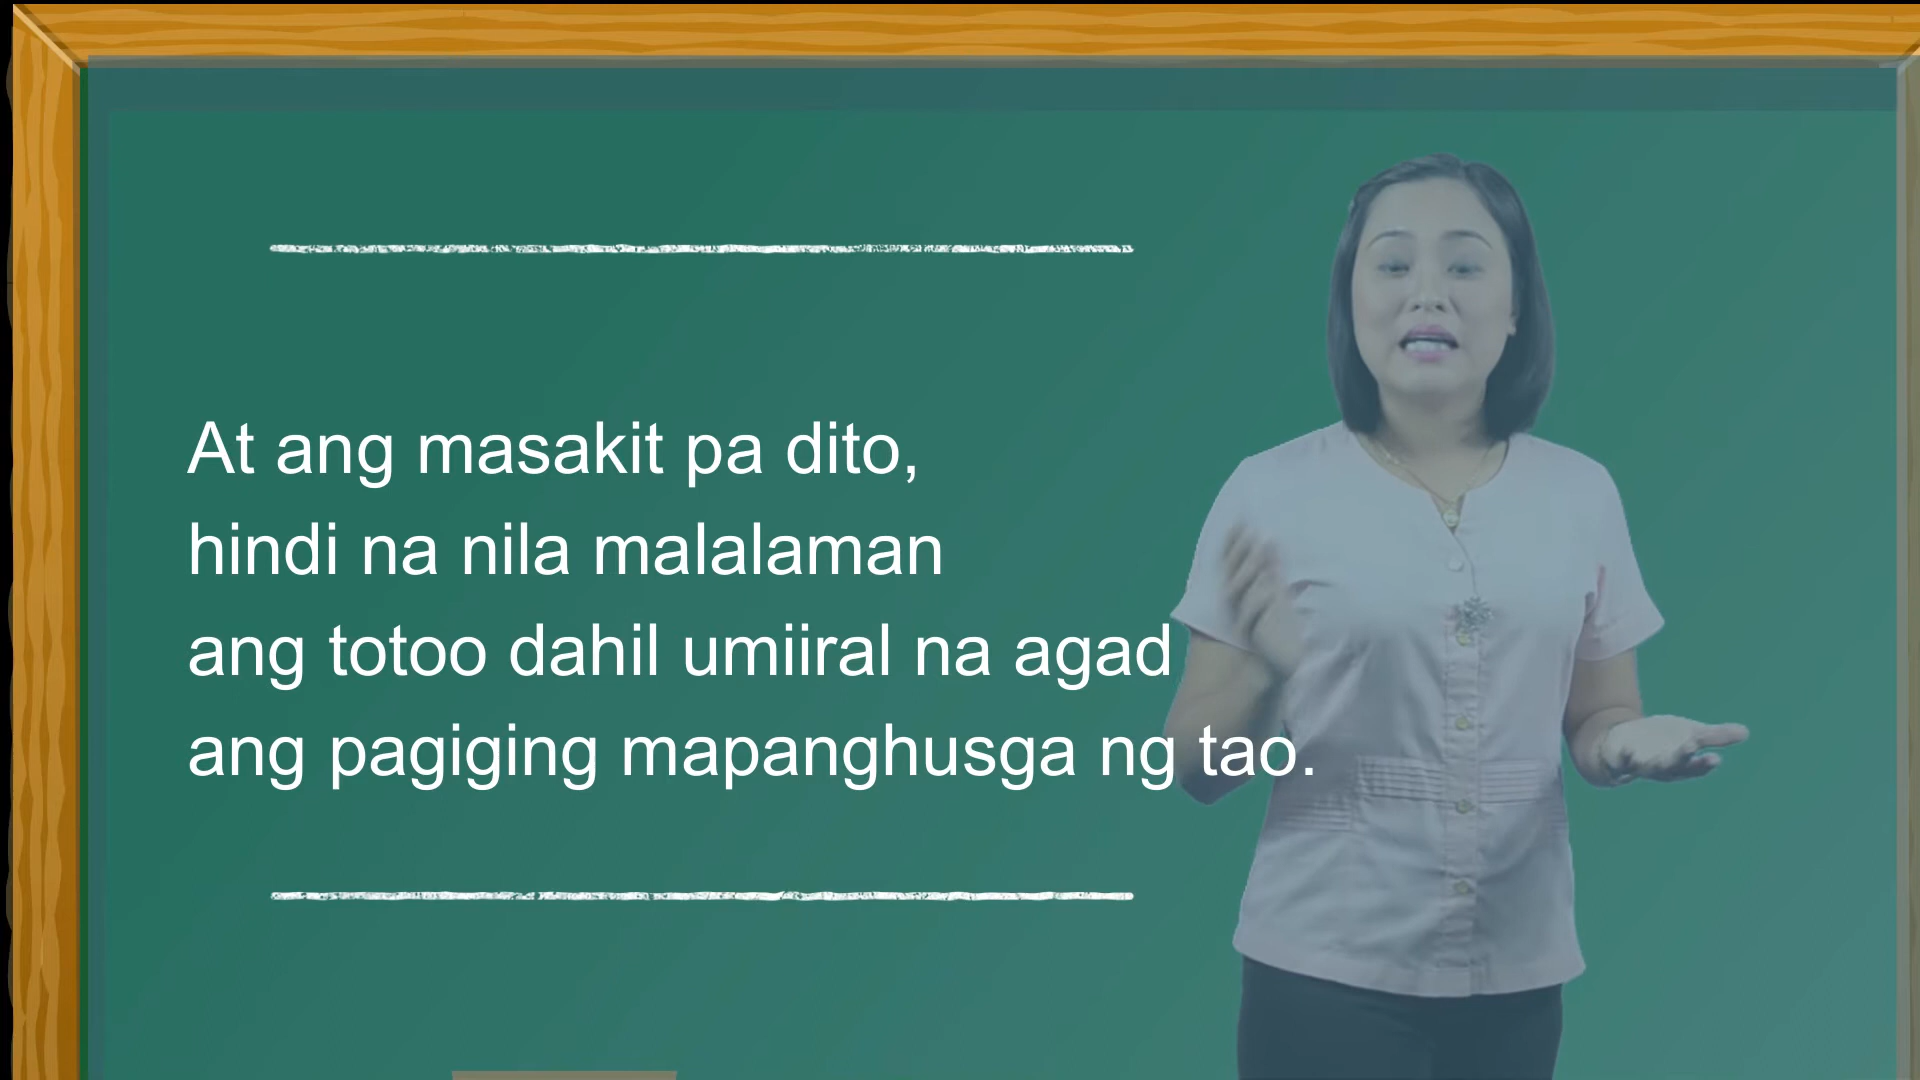 At ang masakit pa dito,
hindi na nila malalaman
ang totoo dahil umiiral na agad
ang pagiging mapanghusga ng tao.